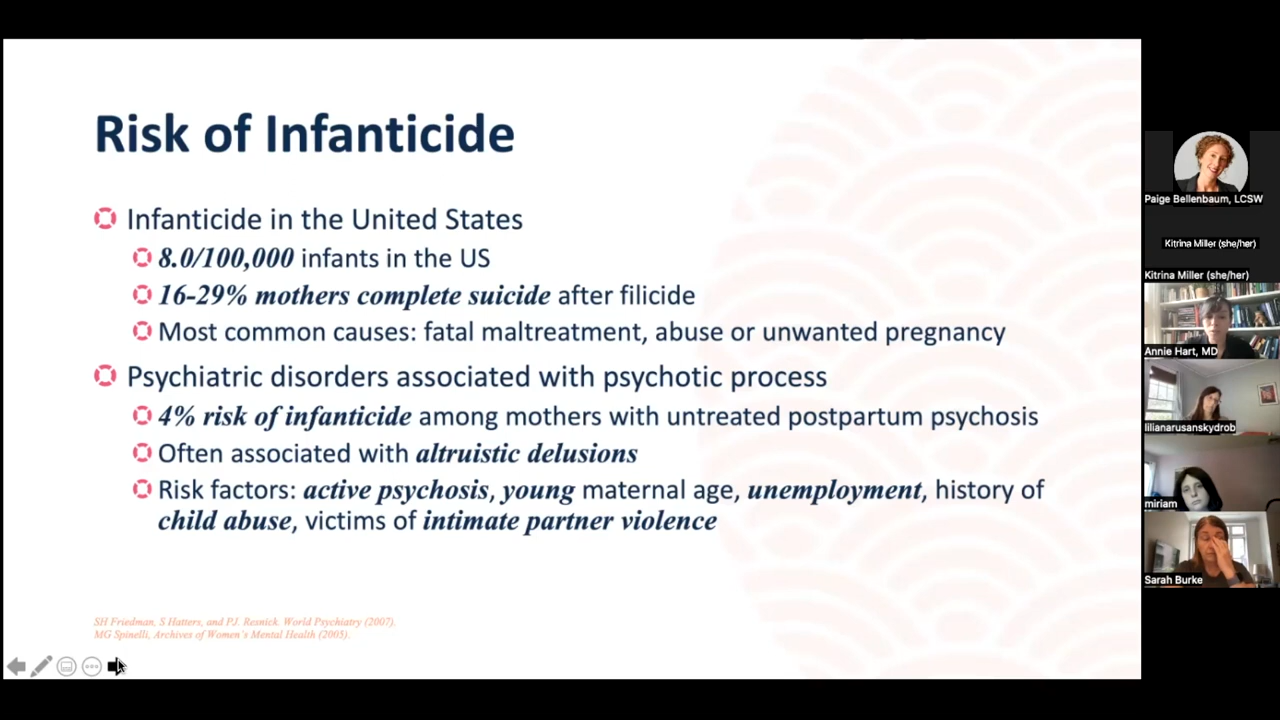 Risk of Infanticide
Infanticide in the United States
8.0/100,000 infants in the US
16-29% mothers complete suicide after filicide
Most common causes: fatal maltreatment, abuse or unwanted pregnancy
Psychiatric disorders associated with psychotic process
4% risk of infanticide among mothers with untreated postpartum psychosis
Often associated with altruistic delusions
Risk factors: active psychosis, young maternal age, unemployment, history of
child abuse, victims of intimate partner violence
SH Friedman, S Hatters, and PJ. Resnick. World Psychiatry (2007).
MG Spinelli, Archives of Women's Mental Health (2005).
Paige Bellenbaum, LCSW
Kitrina Miller (she/her)
Kitrina Miller (she/her)
Annie Hart, MD
lilianarusanskydrob
miriam
Sarah Burke